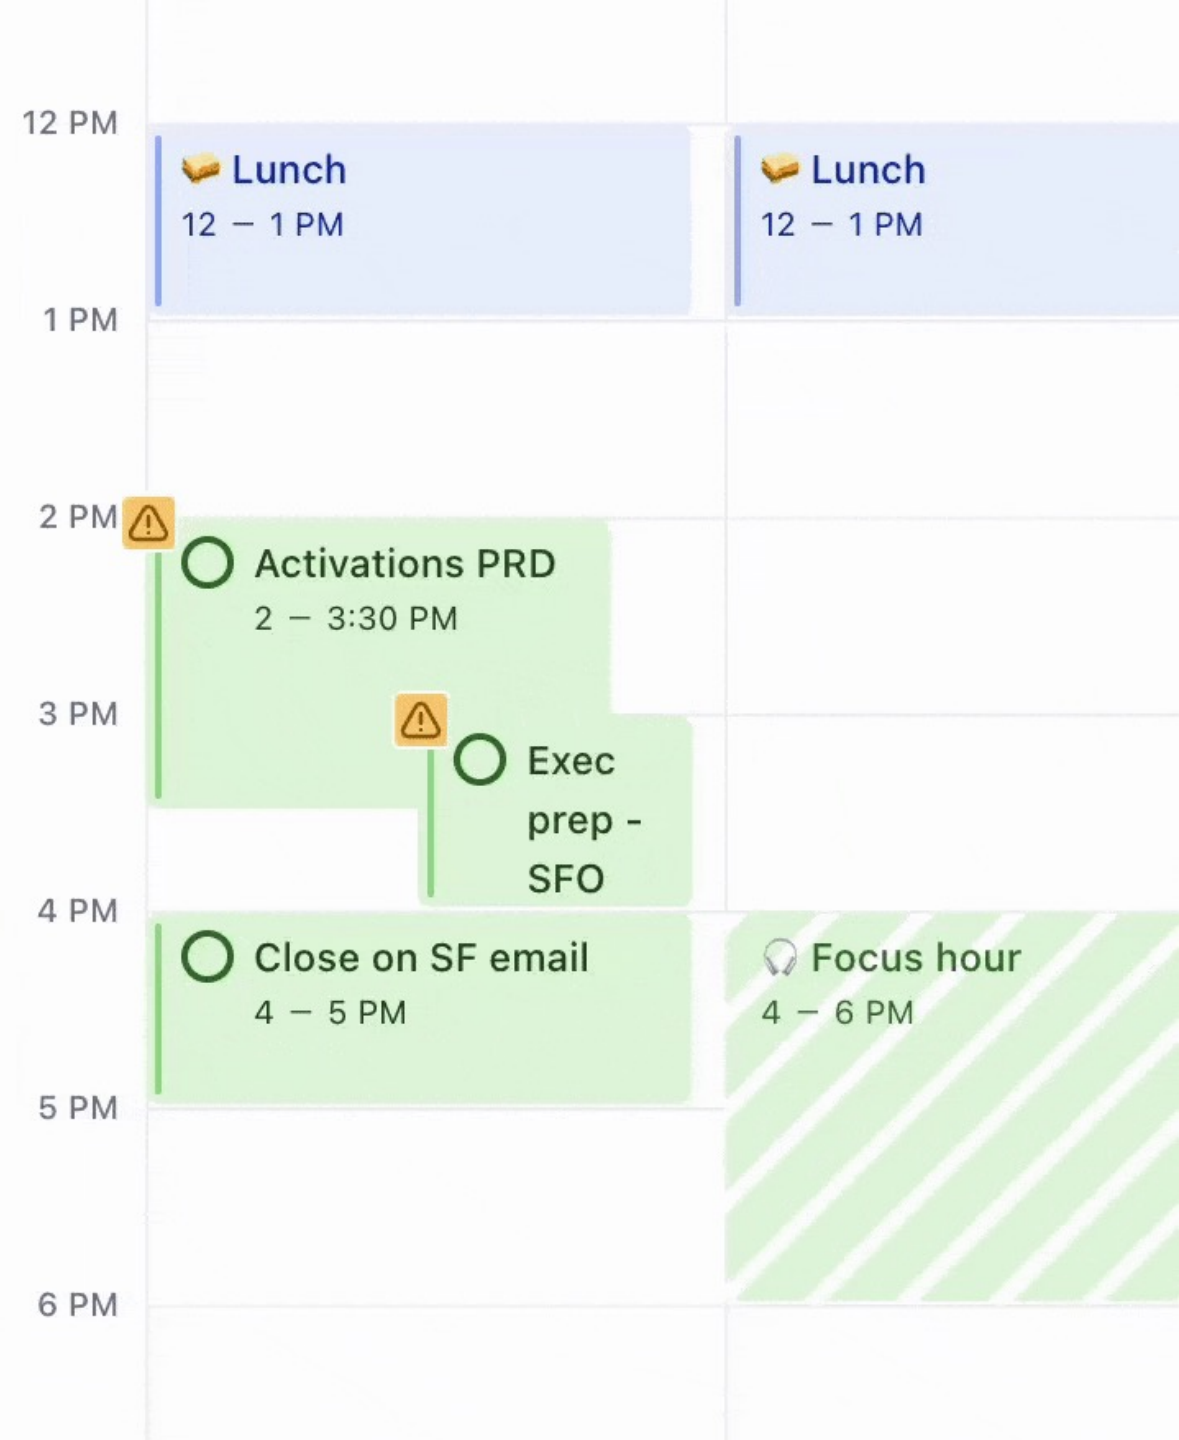 12 PM
Lunch
12 – 1 PM
Lunch
12 – 1 PM
1 PM
2 PM
Activations PRD
2 – 3:30 PM
3 PM
Exec
prep -
SFO
4 PM
Close on SF email
4 – 5 PM
Focus hour
4 – 6 PM
5 PM
6 PM